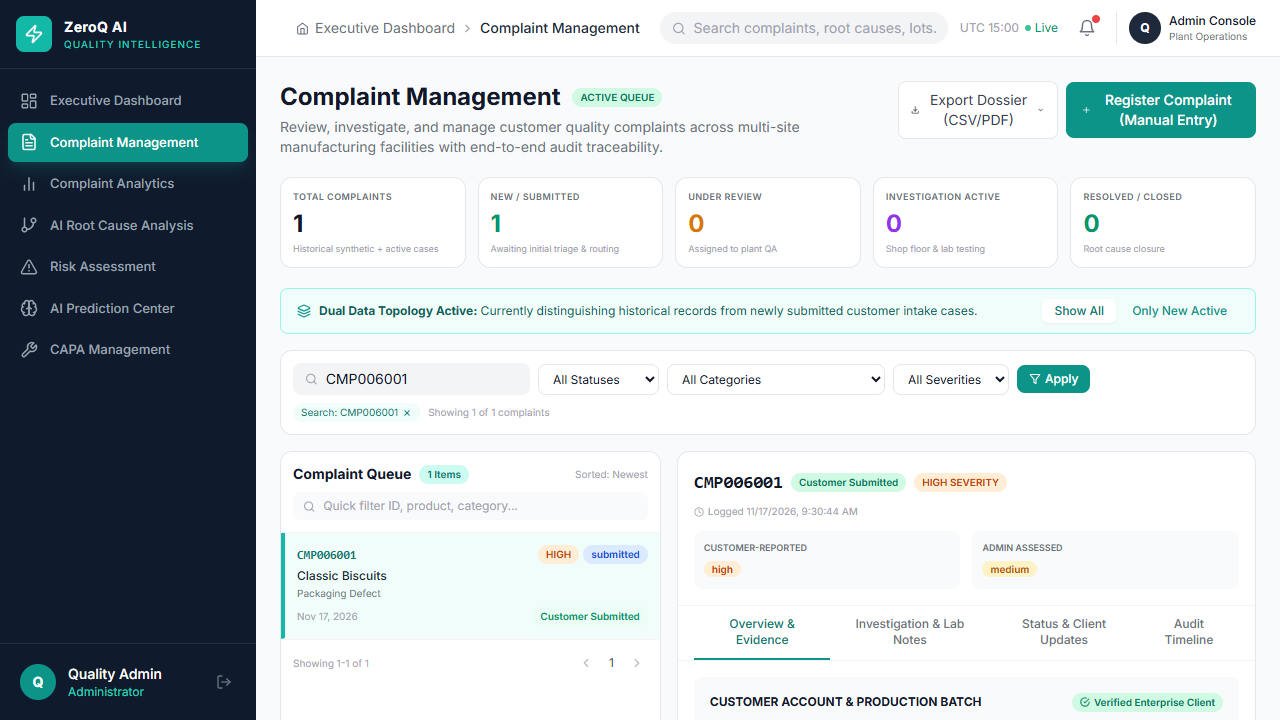 ZeroQ AI
QUALITY INTELLIGENCE
Executive Dashboard
Complaint Management
Complaint Analytics
AI Root Cause Analysis
Risk Assessment
AI Prediction Center
CAPA Management
Q
Quality Admin
Administrator
Executive Dashboard > Complaint Management
Search complaints, root causes, lots.
UTC 15:00
Live
Q
Admin Console
Plant Operations
Complaint Management
ACTIVE QUEUE
Review, investigate, and manage customer quality complaints across multi-site
manufacturing facilities with end-to-end audit traceability.
Export Dossier
(CSV/PDF)
Register Complaint
(Manual Entry)
TOTAL COMPLAINTS
1
Historical synthetic + active cases
NEW / SUBMITTED
1
Awaiting initial triage & routing
UNDER REVIEW
0
Assigned to plant QA
INVESTIGATION ACTIVE
0
Shop floor & lab testing
RESOLVED / CLOSED
0
Root cause closure
Dual Data Topology Active: Currently distinguishing historical records from newly submitted customer intake cases.
Show All
Only New Active
CMP006001
All Statuses
All Categories
All Severities
Apply
Search: CMP006001 ×
Showing 1 of 1 complaints
Complaint Queue
1 Items
Sorted: Newest
Quick filter ID, product, category...
CMP006001
HIGH
submitted
Classic Biscuits
Packaging Defect
Nov 17, 2026
Customer Submitted
Showing 1-1 of 1
1
CMP006001
Customer Submitted
HIGH SEVERITY
Logged 11/17/2026, 9:30:44 AM
CUSTOMER-REPORTED
high
ADMIN ASSESSED
medium
Overview &
Evidence
Investigation & Lab
Notes
Status & Client
Updates
Audit
Timeline
CUSTOMER ACCOUNT & PRODUCTION BATCH
Verified Enterprise Client